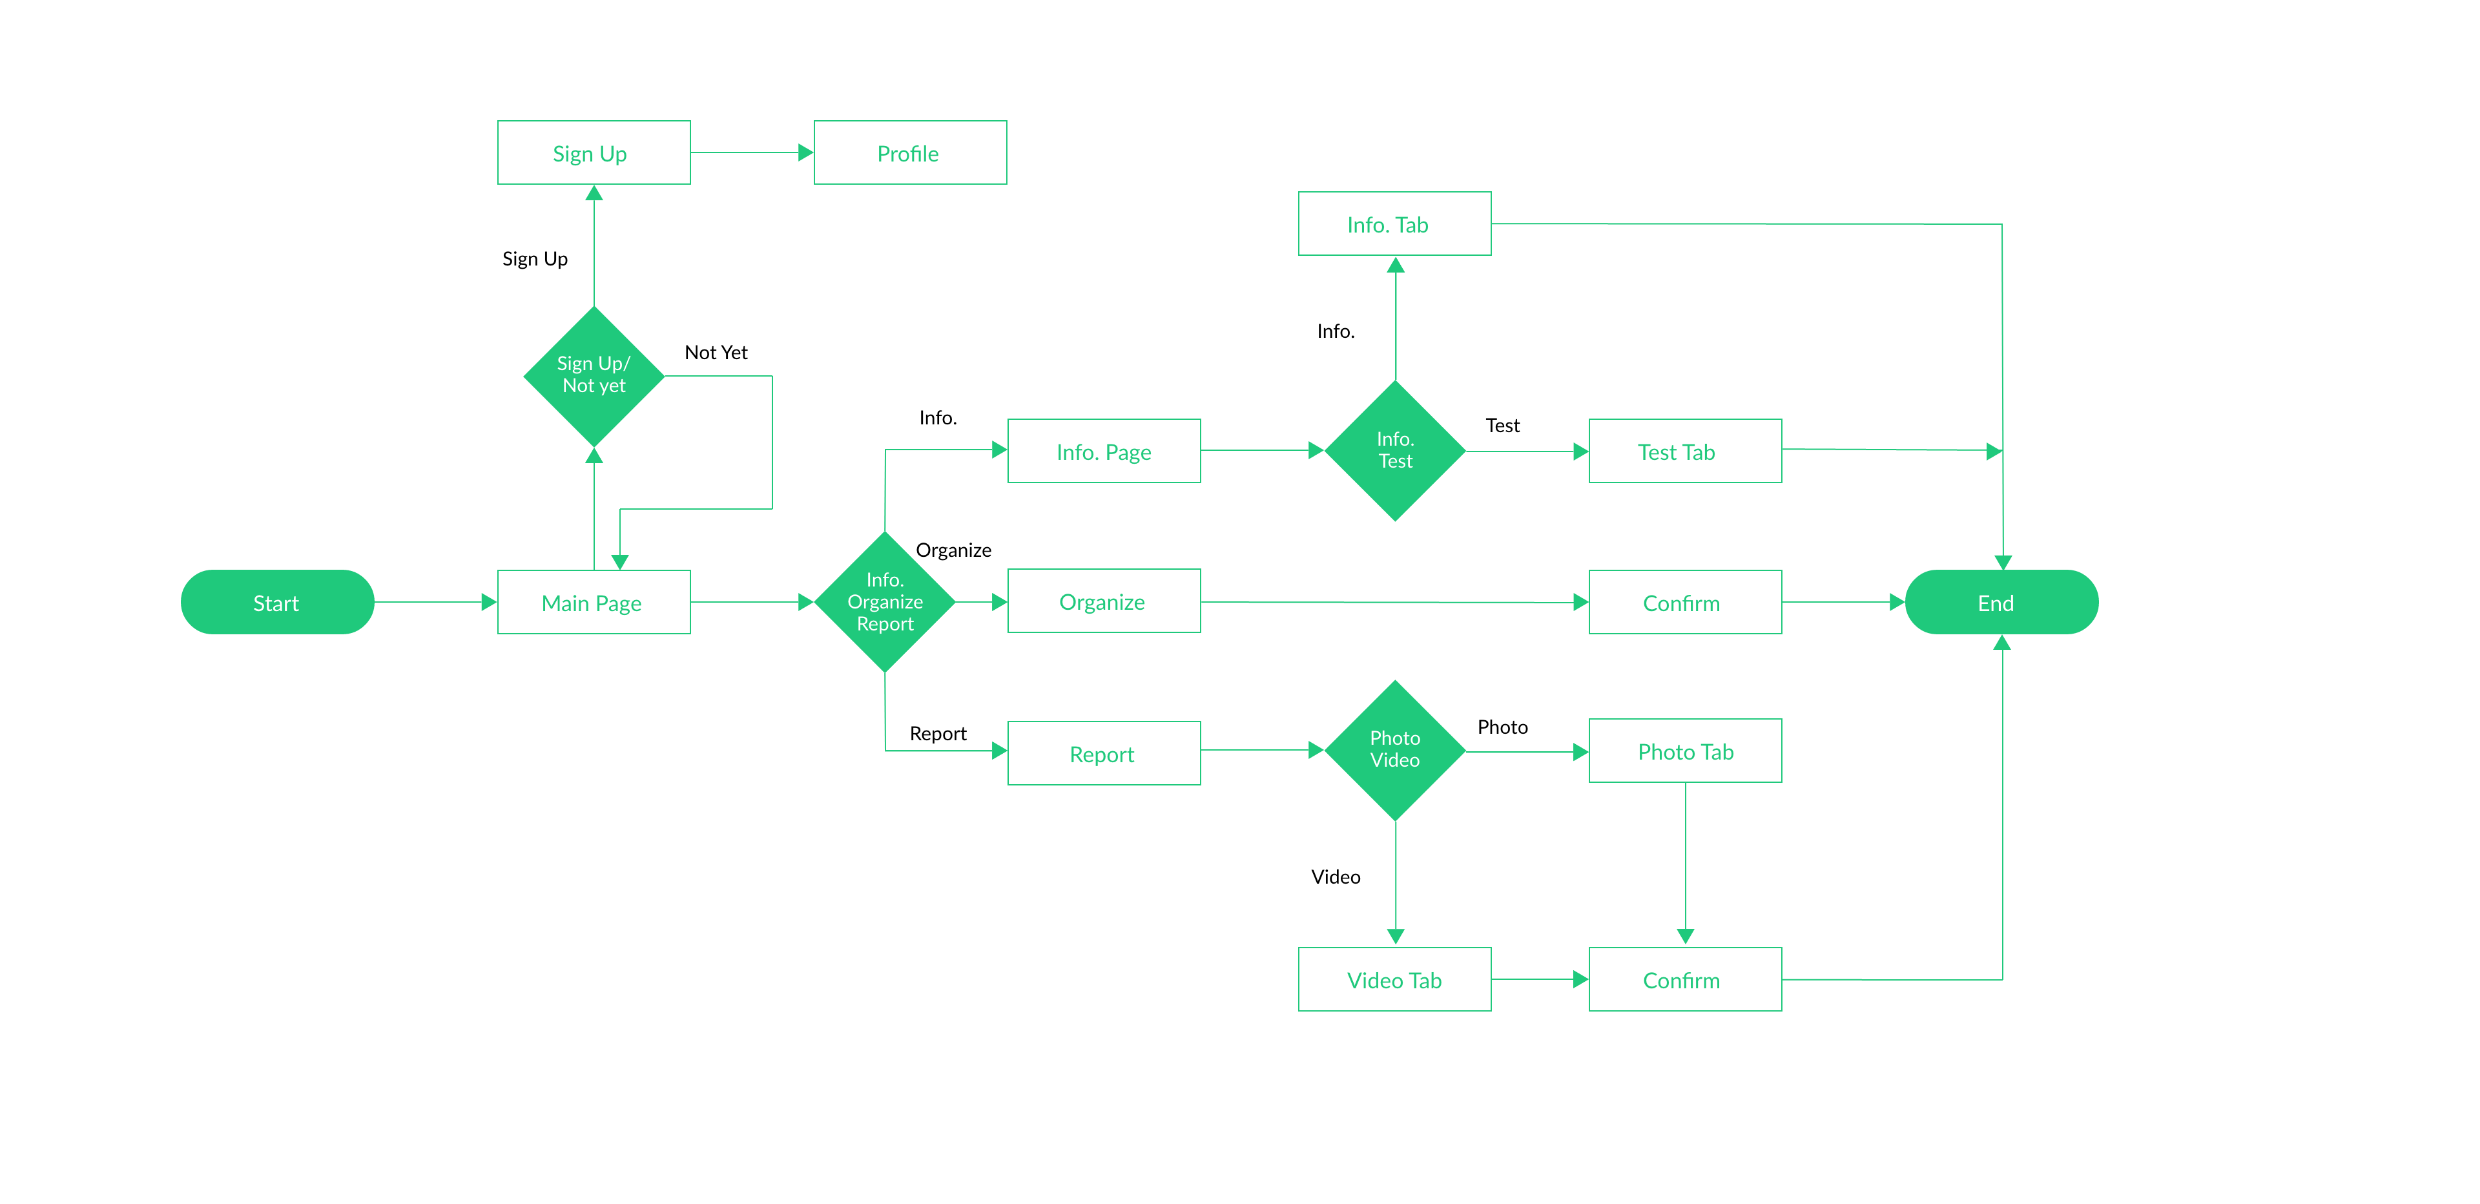 Sign Up
Profile
Info. Tab
Sign Up
Info.
Not Yet
Sign Up/
Not yet
Info.
Test
Info. Page
Info.
Test
Test Tab
Organize
Start
Main Page
Info.
Organize
Report
Organize
Confirm
End
Report
Report
Photo
Video
Photo
Photo Tab
Video
Video Tab
Confirm